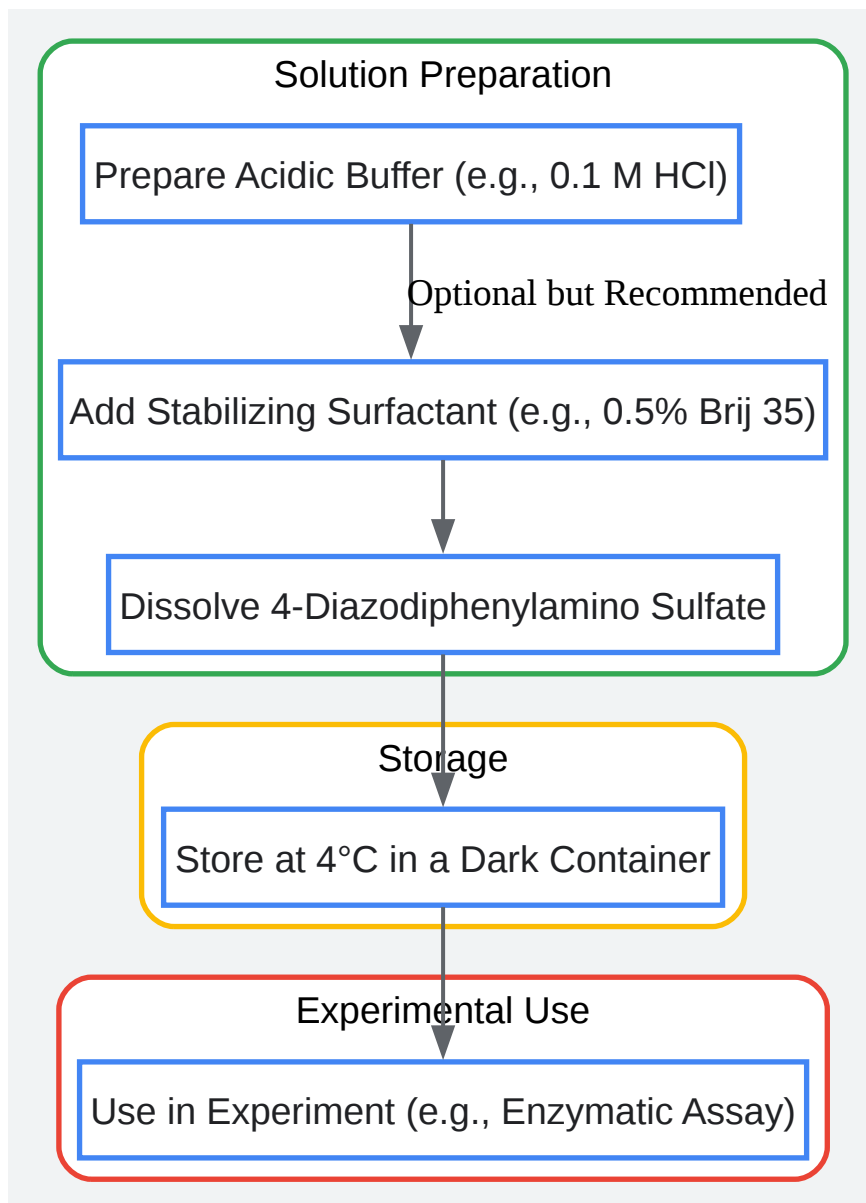 Solution Preparation
Prepare Acidic Buffer (e.g., 0.1 M HCl)
Optional but Recommended
Add Stabilizing Surfactant (e.g., 0.5% Brij 35)
Dissolve 4-Diazodiphenylamino Sulfate
Storage
Store at 4°C in a Dark Container
Experimental Use
Use in Experiment (e.g., Enzymatic Assay)